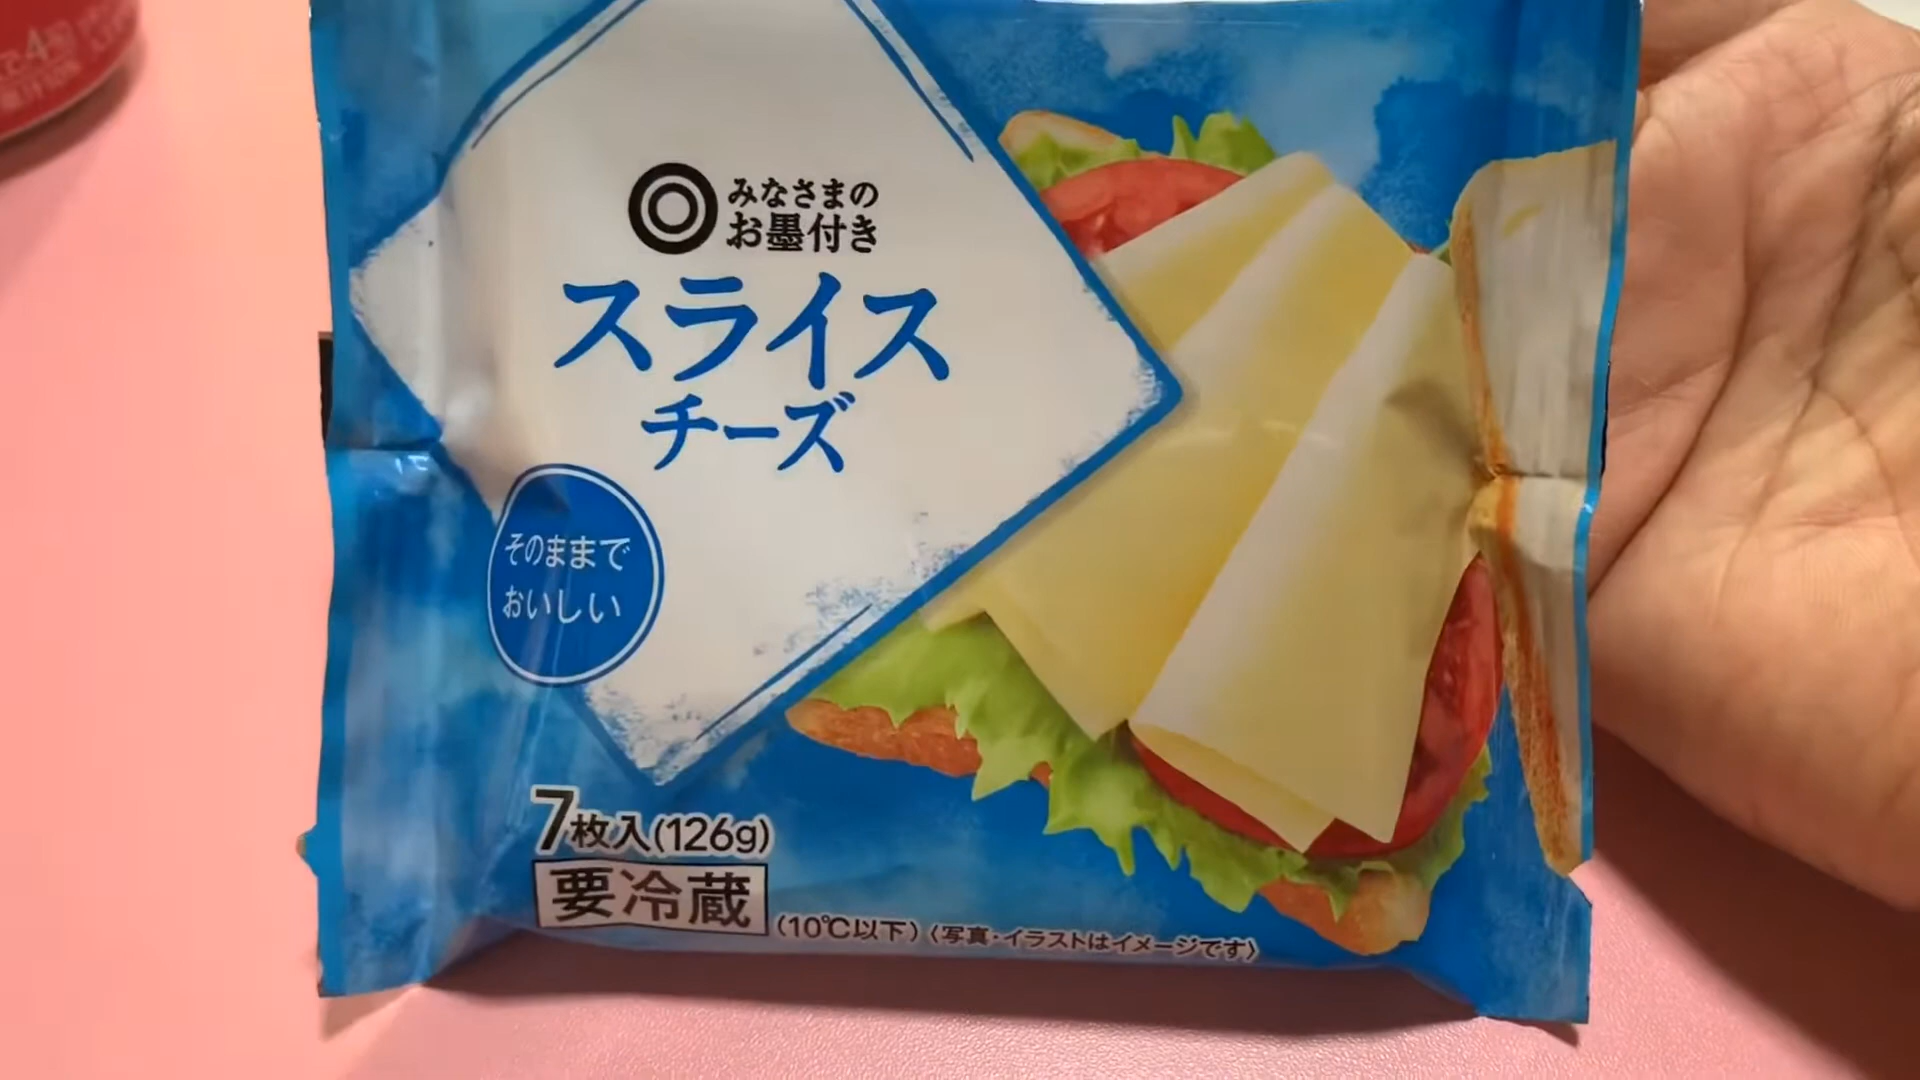 みなさまの
お墨付き
スライス
チーズ
そのままで
おいしい
7枚入(126g)
要冷蔵
(10℃以下)〈写真・イラストはイメージです〉